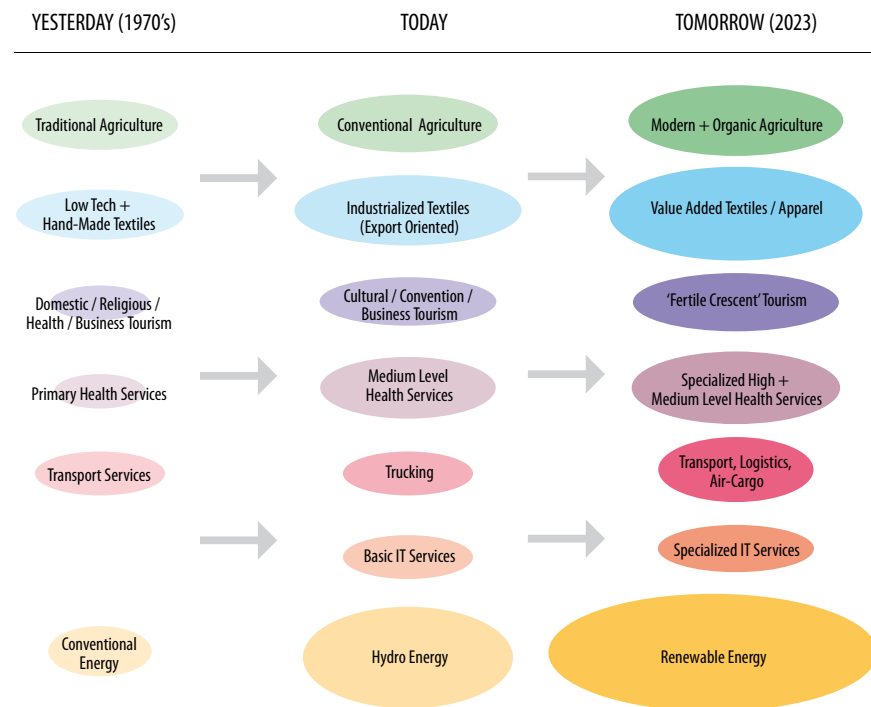 YESTERDAY (1970's)
TODAY
TOMORROW (2023)
Traditional Agriculture
Conventional Agriculture
Modern + Organic Agriculture
Low Tech +
Hand-Made Textiles
Industrialized Textiles
(Export Oriented)
Value Added Textiles / Apparel
Domestic / Religious /
Health / Business Tourism
Cultural / Convention /
Business Tourism
'Fertile Crescent' Tourism
Primary Health Services
Medium Level
Health Services
Specialized High +
Medium Level Health Services
Transport Services
Trucking
Transport, Logistics,
Air-Cargo
Basic IT Services
Specialized IT Services
Conventional
Energy
Hydro Energy
Renewable Energy